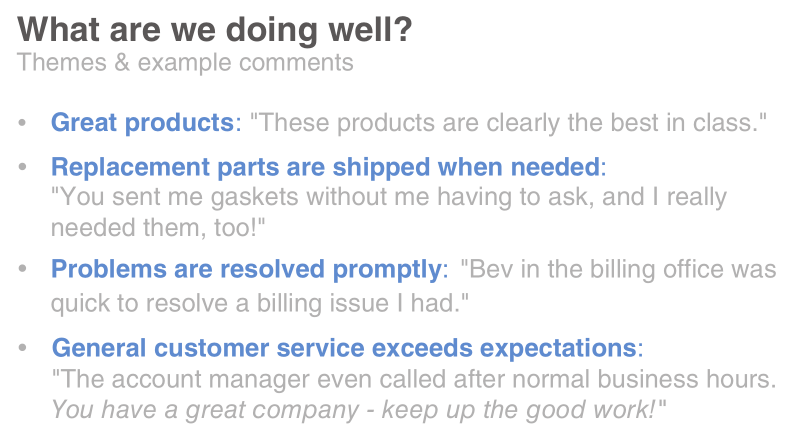 What are we doing well?
Themes & example comments
• Great products: "These products are clearly the best in class."
• Replacement parts are shipped when needed:
"You sent me gaskets without me having to ask, and I really
needed them, too!"
• Problems are resolved promptly: "Bev in the billing office was
quick to resolve a billing issue I had."
• General customer service exceeds expectations:
"The account manager even called after normal business hours.
You have a great company - keep up the good work!"